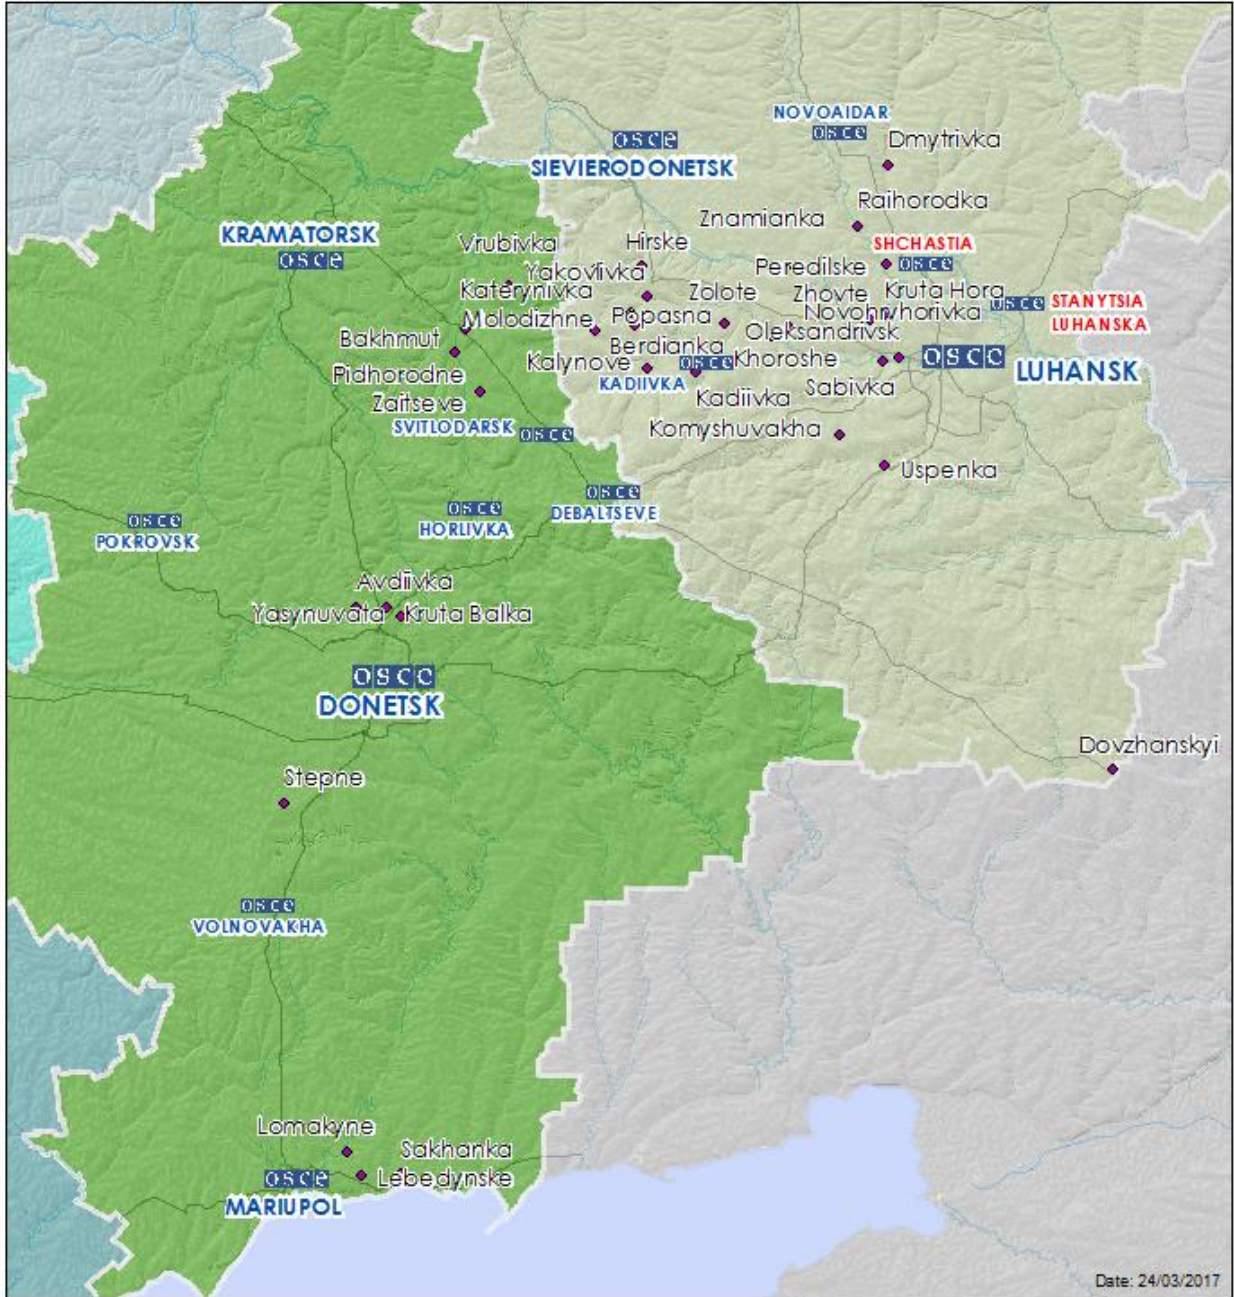 NOVOAIDAR
osce
Dmytrivka
osce
SIEVIERODONETSK
Raihorodka
Znamianka
KRAMATORSK
osce
Vrubivka
Hirske
SHCHASTIA
osce
Peredilske
Yakovlivka
Katerynivka
Zolote
Zhovte
Kruta Hora
osce
STANYTSIA
LUHANSKA
Molodizhne
Popasna
Novohryhorivka
Oleksandrivsk
Bakhmut
Berdianka
Kalynove
osce
Khoroshe
osce
LUHANSK
Pidhorodne
KADIIVKA
Sabivka
Zaitseve
Kadiivka
SVITLODARSK
osce
Komyshuvakha
Uspenka
osce
DEBALTSEVE
osce
HORLIVKA
osce
POKROVSK
Avdiivka
Yasynuvata
Kruta Balka
osce
DONETSK
Dovzhanskyi
Stepne
osce
VOLNOVAKHA
Lomakyne
Sakhanka
osce
Lebedynske
MARIUPOL
Date: 24/03/2017